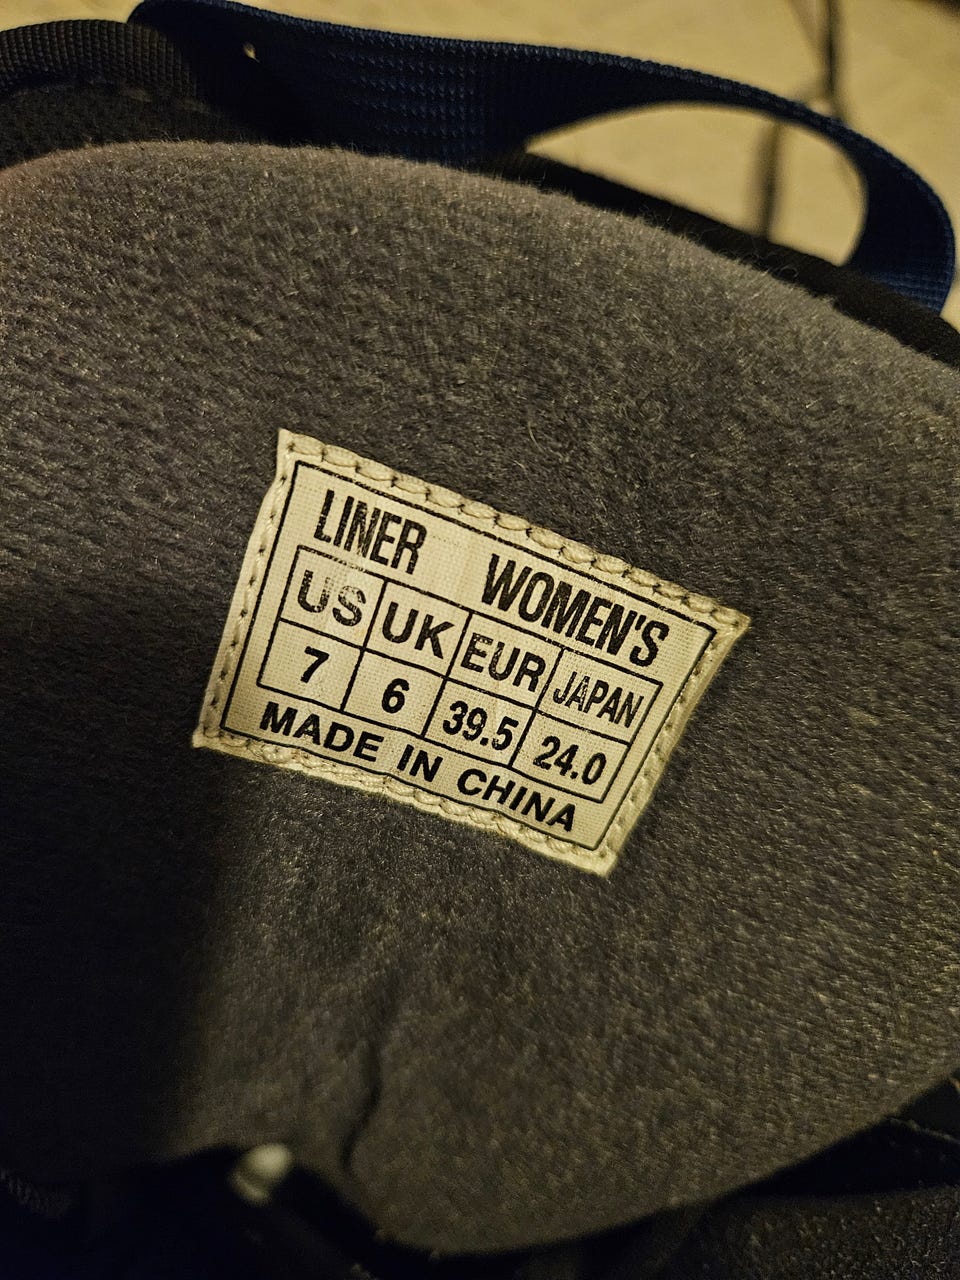 LINER WOMEN'S
US UK EUR JAPAN
7 6 39.5 24.0
MADE IN CHINA